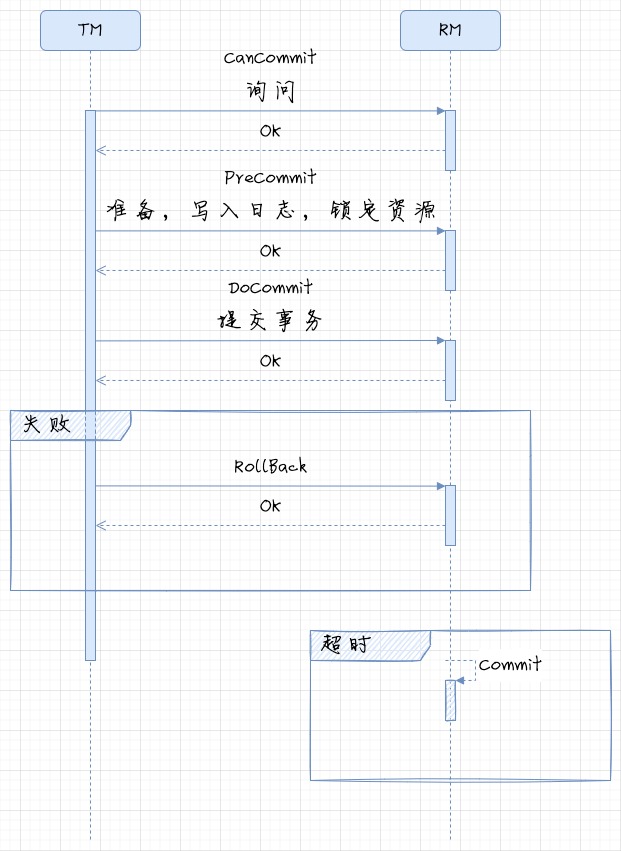 TM
RM
CanCommit
询问
Ok
PreCommit
准备，写入日志，锁定资源
Ok
DoCommit
提交事务
Ok
失败
RollBack
Ok
超时
Commit